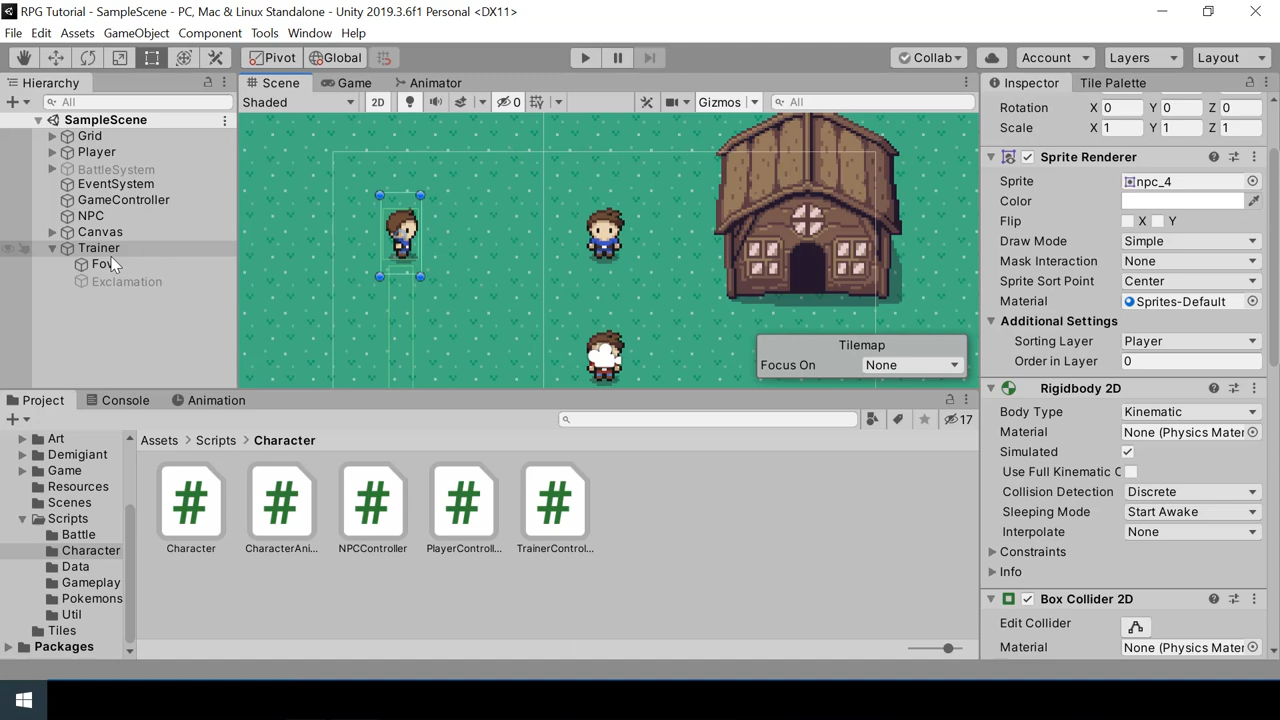 RPG Tutorial - SampleScene - PC, Mac & Linux Standalone - Unity 2019.3.6f1 Personal <DX11>
File Edit Assets GameObject Component Tools Window Help
Pivot Global Collab Account Layers Layout
Hierarchy
All
SampleScene
Grid
Player
BattleSystem
EventSystem
GameController
NPC
Canvas
Trainer
Exclamation
Scene Game Animator
Shaded 2D 0 Gizmos All
Tilemap
Focus On None
Project Console Animation
17
Art
Demigiant
Game
Resources
Scenes
Scripts
Battle
Character
Data
Gameplay
Pokemons
Util
Tiles
Packages
Assets > Scripts > Character
Character CharacterAni... NPCController PlayerControll... TrainerControl...
Inspector Tile Palette
Rotation X 0 Y 0 Z 0
Scale X 1 Y 1 Z 1
Sprite Renderer
Sprite npc_4
Color
Flip X Y
Draw Mode Simple
Mask Interaction None
Sprite Sort Point Center
Material Sprites-Default
Additional Settings
Sorting Layer Player
Order in Layer 0
Rigidbody 2D
Body Type Kinematic
Material None (Physics Mater
Simulated
Use Full Kinematic C
Collision Detection Discrete
Sleeping Mode Start Awake
Interpolate None
Constraints
Info
Box Collider 2D
Edit Collider
Material None (Physics Mater